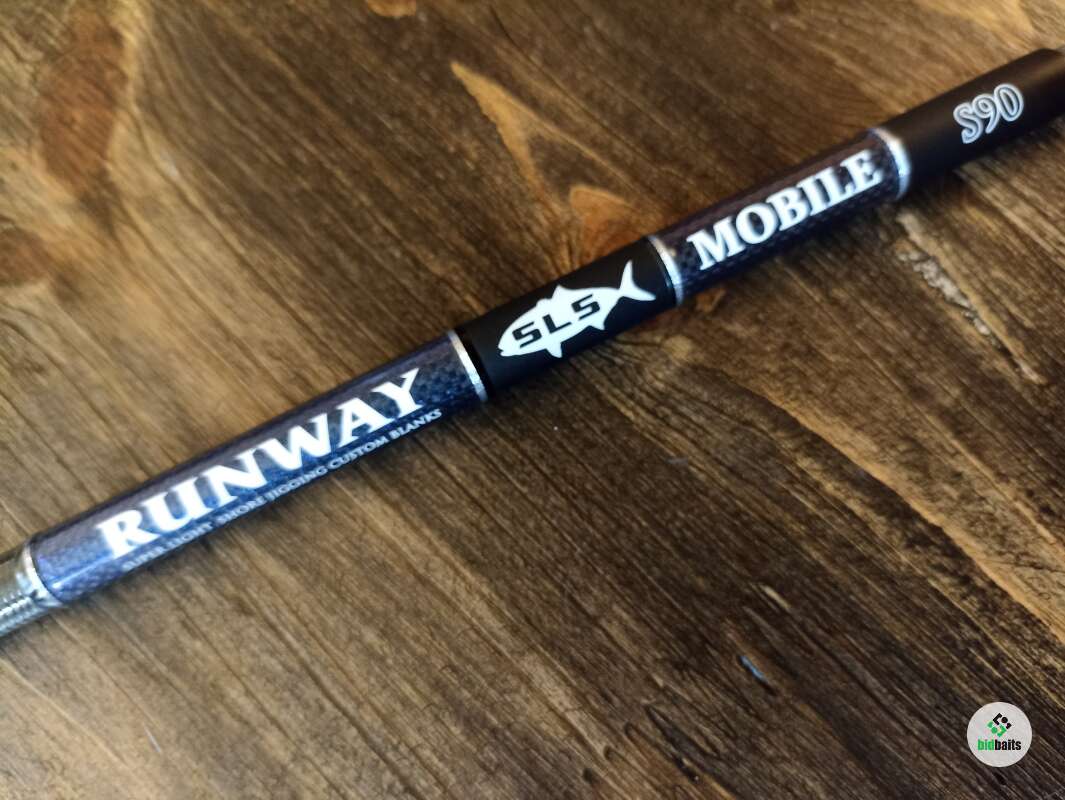 RUNWAY
SUPER LIGHT SHORE JIGGING CUSTOM BLANKS
SLS
MOBILE
S90
bidbaits